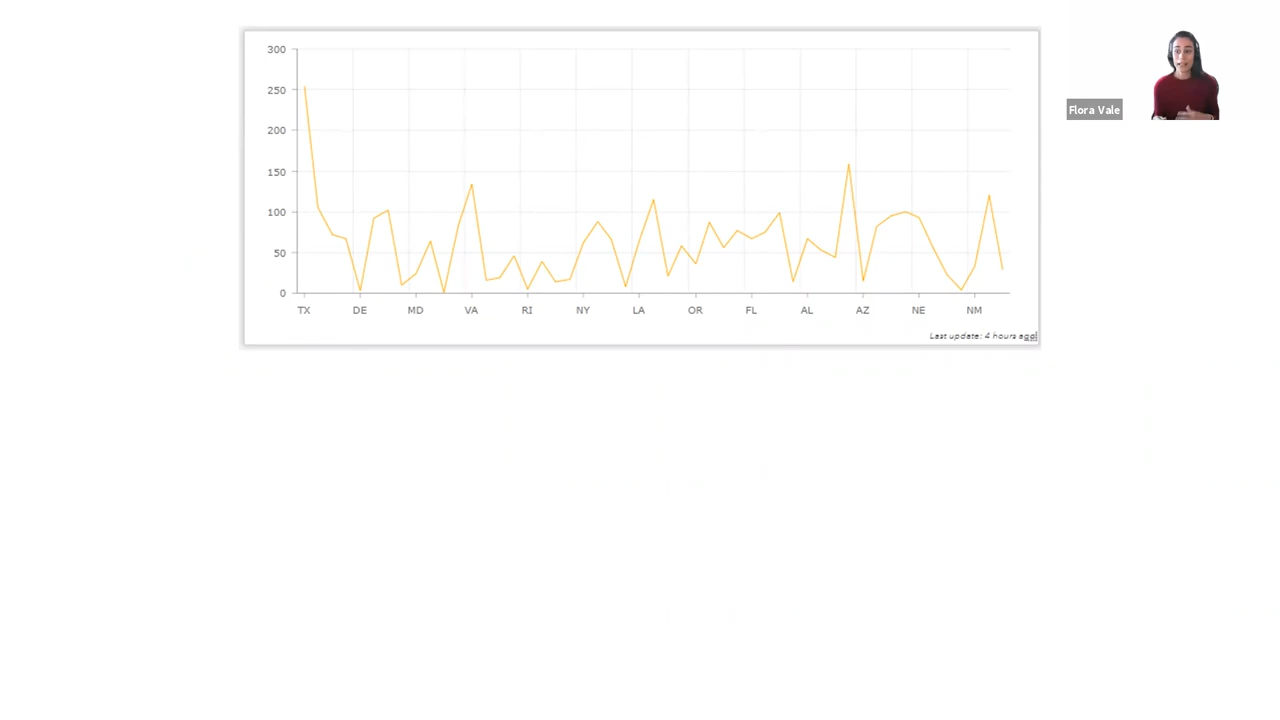 300
250
200
150
100
50
0
TX DE MD VA RI NY LA OR FL AL AZ NE NM
Last update: 4 hours ago
Flora Vale